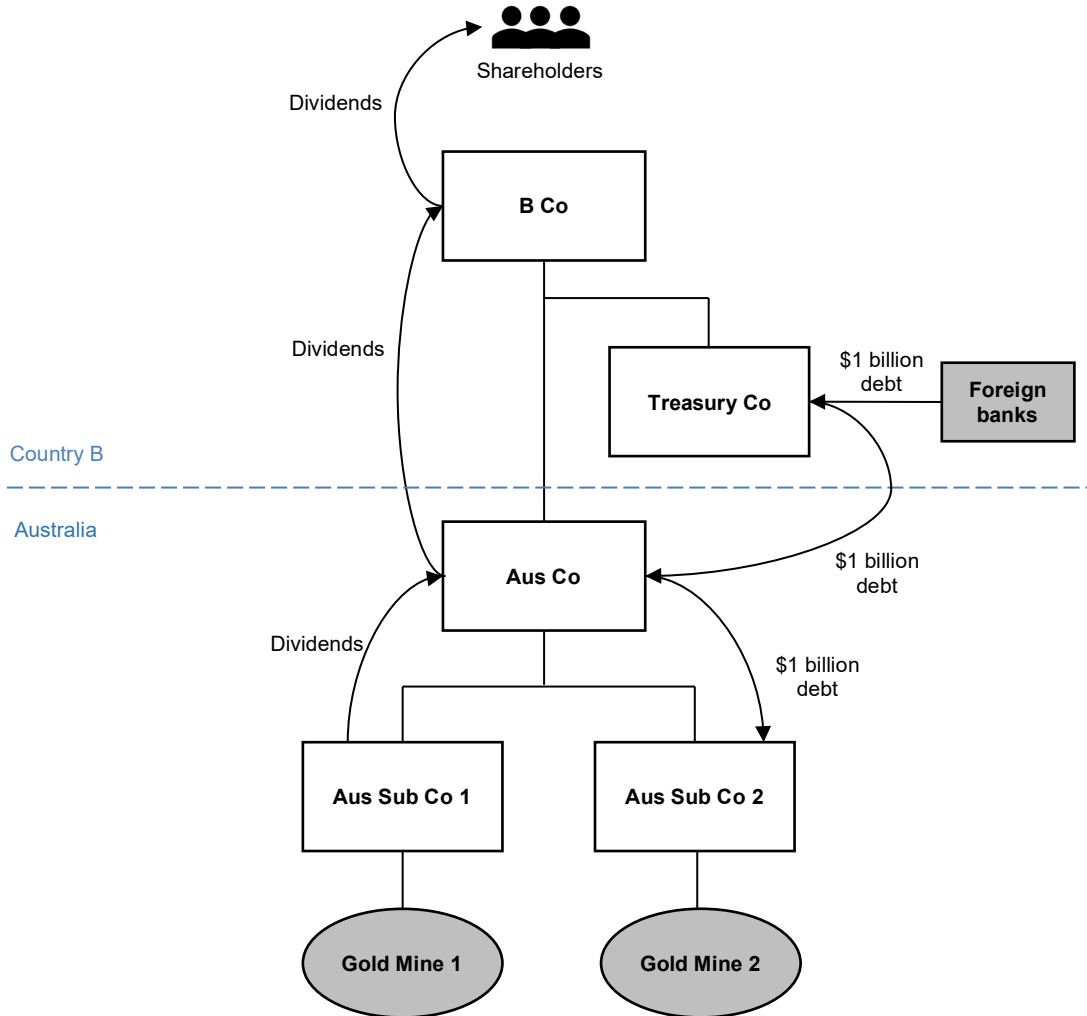 Shareholders
Dividends
B Co
Dividends
Treasury Co
$1 billion
debt
Foreign
banks
Country B
Australia
Aus Co
$1 billion
debt
Dividends
$1 billion
debt
Aus Sub Co 1
Aus Sub Co 2
Gold Mine 1
Gold Mine 2